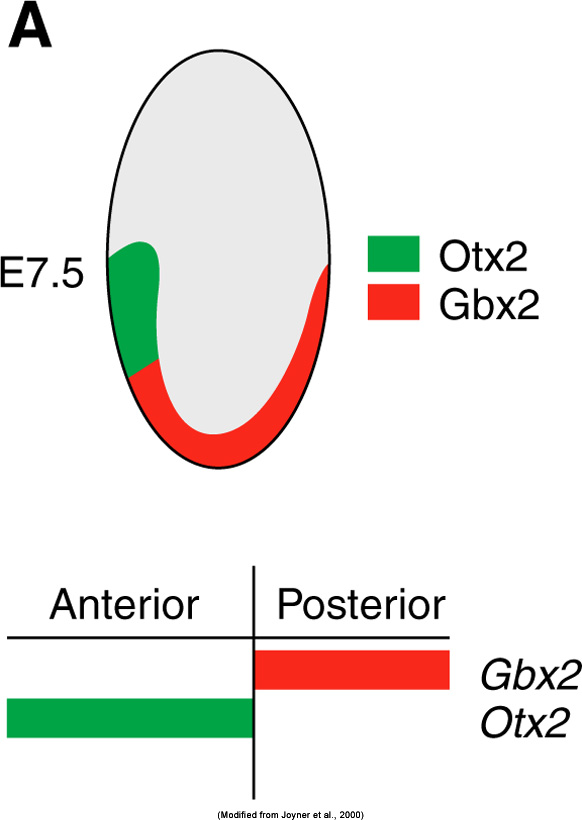 A
E7.5
Otx2
Gbx2
Anterior
Posterior
Gbx2
Otx2
(Modified from Joyner et al., 2000)